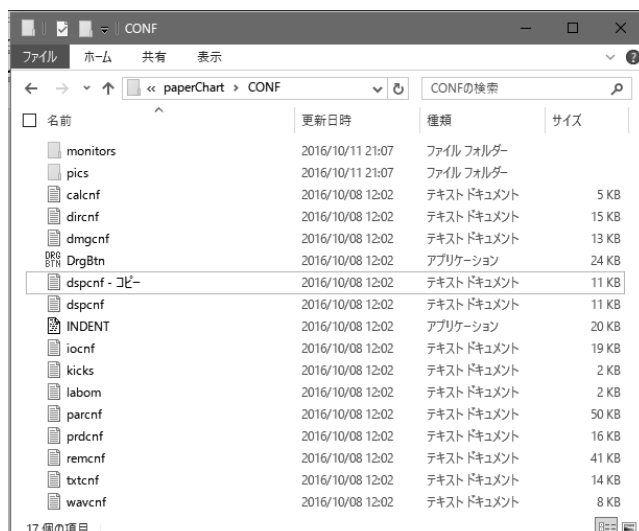 CONF
ファイル ホーム 共有 表示
« paperChart › CONF CONFの検索
名前 更新日時 種類 サイズ
monitors 2016/10/11 21:07 ファイル フォルダー
pics 2016/10/11 21:07 ファイル フォルダー
calcnf 2016/10/08 12:02 テキスト ドキュメント 5 KB
dircnf 2016/10/08 12:02 テキスト ドキュメント 15 KB
dmgcnf 2016/10/08 12:02 テキスト ドキュメント 13 KB
DRG BTN DrgBtn 2016/10/08 12:02 アプリケーション 24 KB
dspcnf - コピー 2016/10/08 12:02 テキスト ドキュメント 11 KB
dspcnf 2016/10/08 12:02 テキスト ドキュメント 11 KB
INDENT 2016/10/08 12:02 アプリケーション 20 KB
iocnf 2016/10/08 12:02 テキスト ドキュメント 19 KB
kicks 2016/10/08 12:02 テキスト ドキュメント 2 KB
labom 2016/10/08 12:02 テキスト ドキュメント 2 KB
parcnf 2016/10/08 12:02 テキスト ドキュメント 50 KB
prdcnf 2016/10/08 12:02 テキスト ドキュメント 16 KB
remcnf 2016/10/08 12:02 テキスト ドキュメント 41 KB
txtcnf 2016/10/08 12:02 テキスト ドキュメント 14 KB
wavcnf 2016/10/08 12:02 テキスト ドキュメント 8 KB
17 個の項目